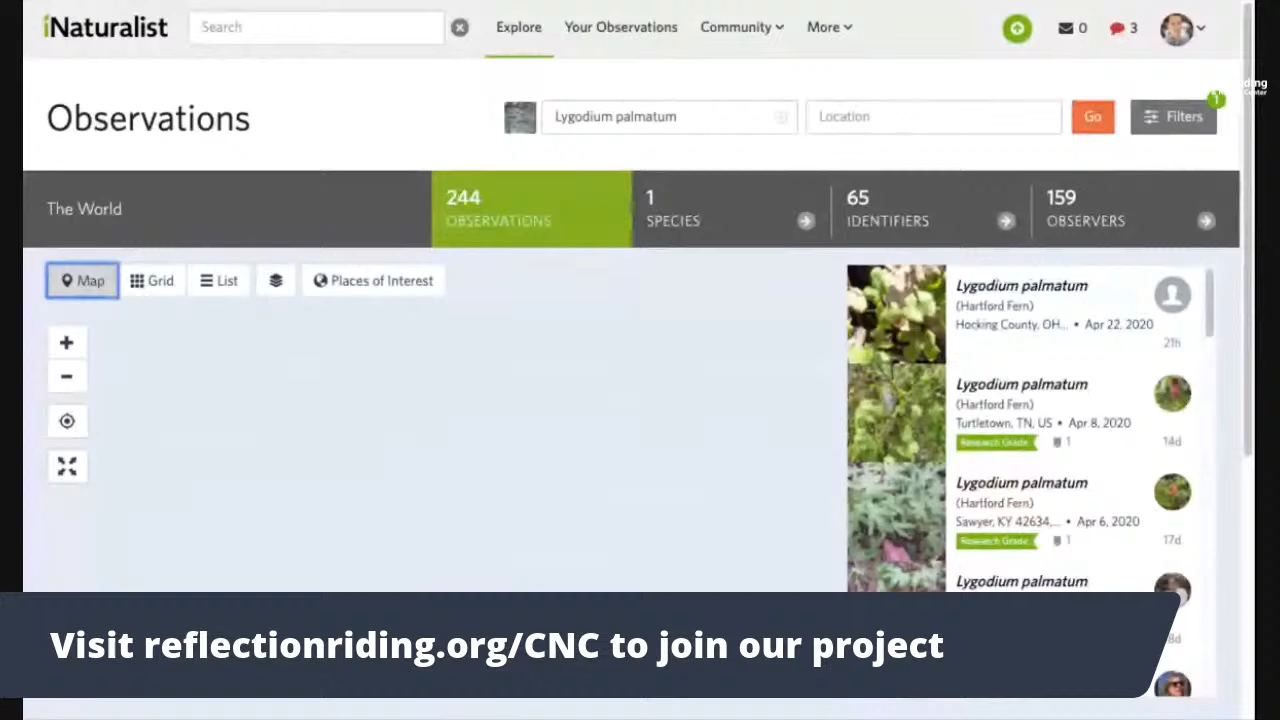 iNaturalist
Search
Explore
Your Observations
Community
More
0
3
ding
Center
1
Observations
Lygodium palmatum
Location
Go
Filters
The World
244
OBSERVATIONS
1
SPECIES
65
IDENTIFIERS
159
OBSERVERS
Map
Grid
List
Places of Interest
+
−
Lygodium palmatum
(Hartford Fern)
Hocking County, OH... • Apr 22, 2020
21h
Lygodium palmatum
(Hartford Fern)
Turtletown, TN, US • Apr 8, 2020
Research Grade 1
14d
Lygodium palmatum
(Hartford Fern)
Sawyer, KY 42634,... • Apr 6, 2020
Research Grade 1
17d
Lygodium palmatum
8d
Visit reflectionriding.org/CNC to join our project